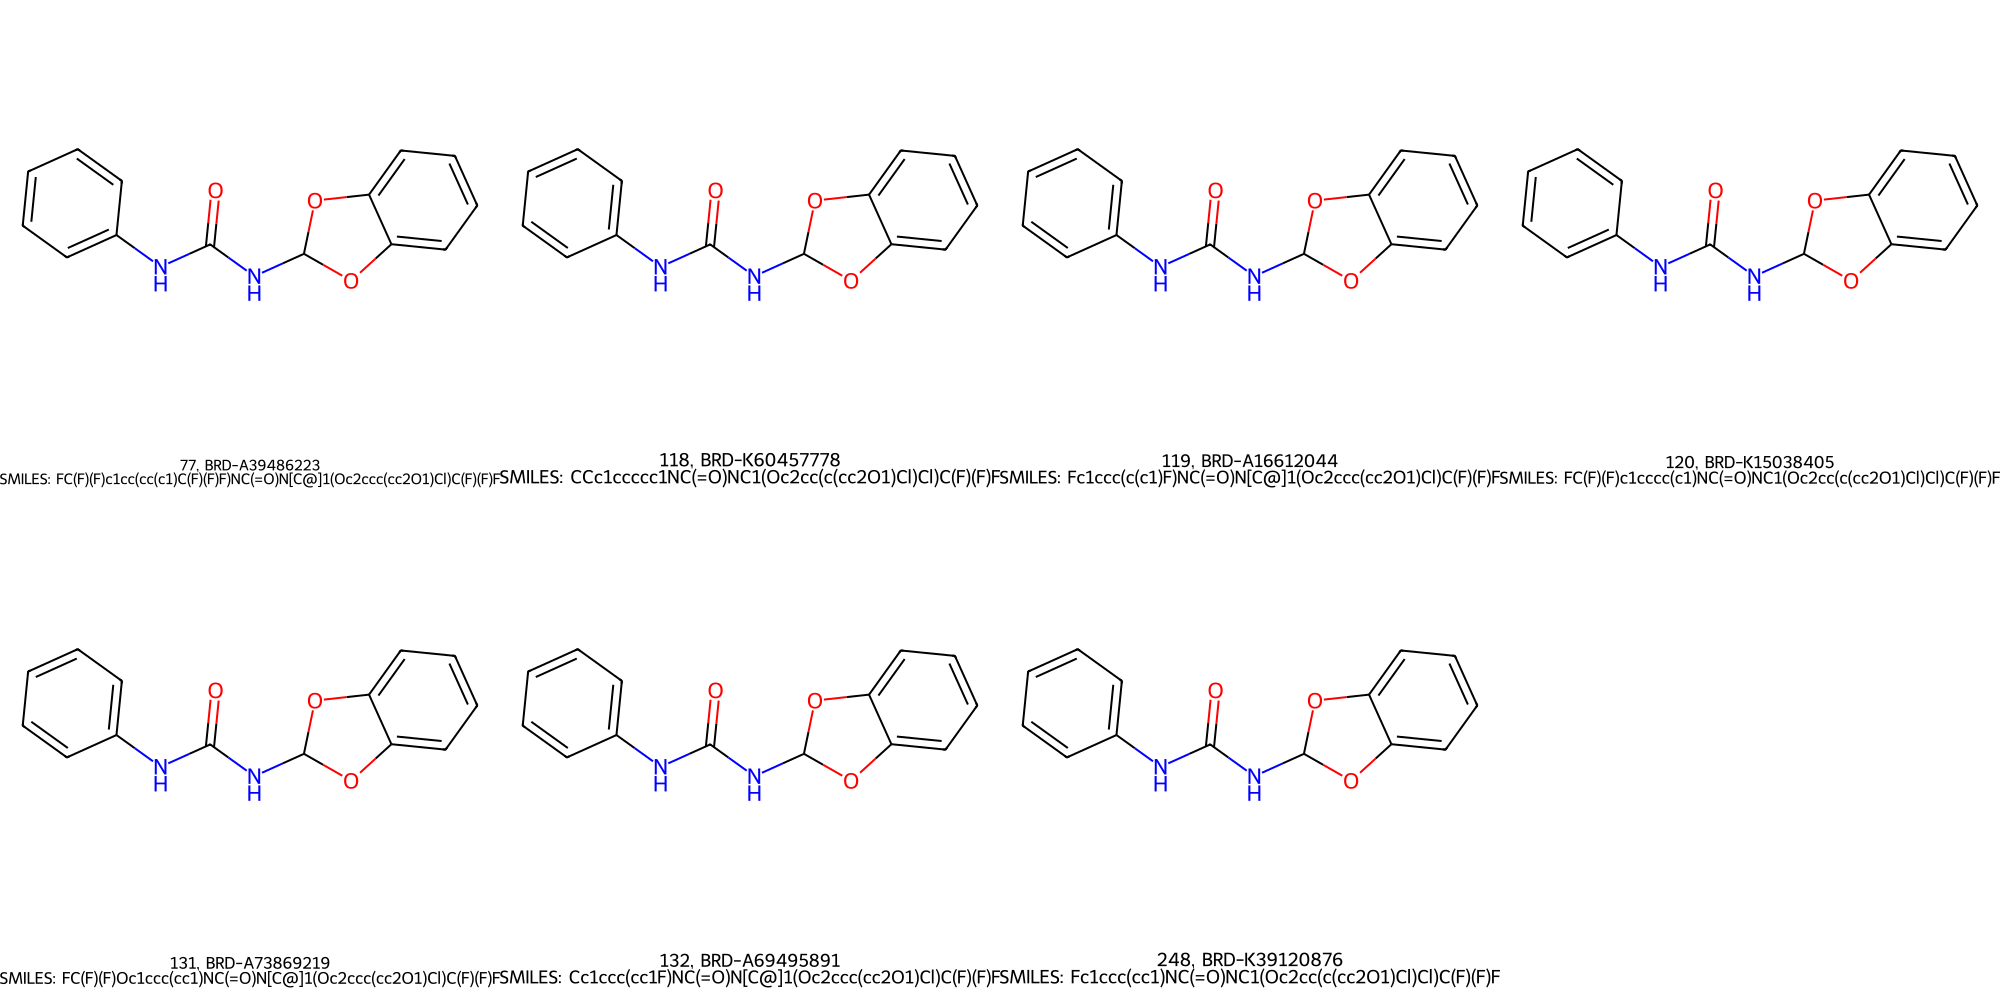 O
O
O
N
H
N
H
O
O
O
N
H
N
H
O
O
O
N
H
N
H
O
O
O
N
H
N
H
77, BRD-A39486223
SMILES: FC(F)(F)c1cc(cc(c1)C(F)(F)F)NC(=O)N[C@]1(Oc2ccc(cc2O1)Cl)C(F)(F)F
118, BRD-K60457778
SMILES: CCc1ccccc1NC(=O)NC1(Oc2cc(c(cc2O1)Cl)Cl)C(F)(F)F
119, BRD-A16612044
SMILES: Fc1ccc(c(c1)F)NC(=O)N[C@]1(Oc2ccc(cc2O1)Cl)C(F)(F)F
120, BRD-K15038405
SMILES: FC(F)(F)c1cccc(c1)NC(=O)NC1(Oc2cc(c(cc2O1)Cl)Cl)C(F)(F)F
O
O
O
N
H
N
H
O
O
O
N
H
N
H
O
O
O
N
H
N
H
131, BRD-A73869219
SMILES: FC(F)(F)Oc1ccc(cc1)NC(=O)N[C@]1(Oc2ccc(cc2O1)Cl)C(F)(F)F
132, BRD-A69495891
SMILES: Cc1ccc(cc1F)NC(=O)N[C@]1(Oc2ccc(cc2O1)Cl)C(F)(F)F
248, BRD-K39120876
SMILES: Fc1ccc(cc1)NC(=O)NC1(Oc2cc(c(cc2O1)Cl)Cl)C(F)(F)F